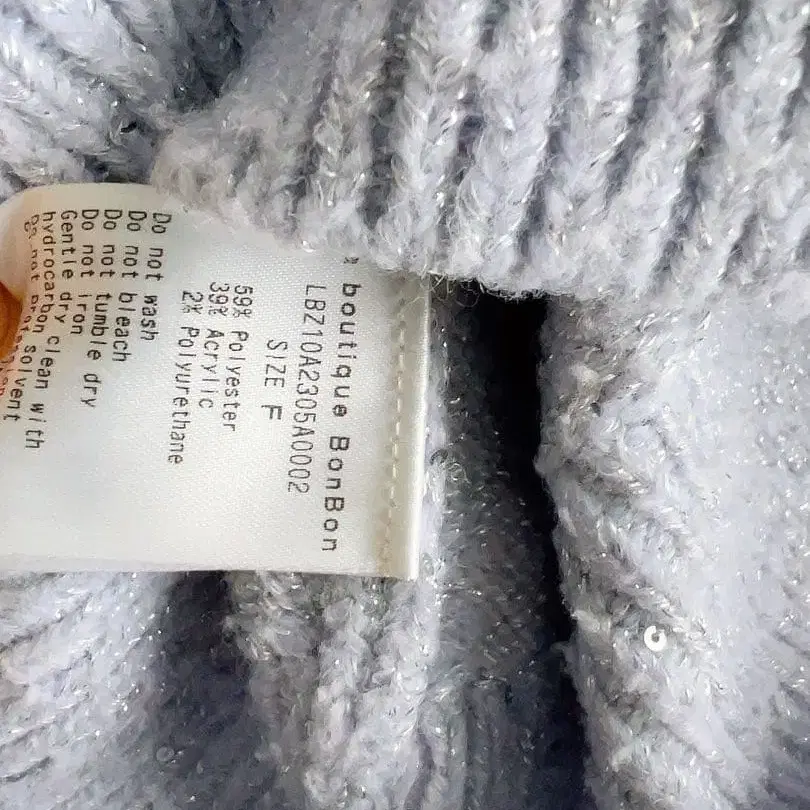 boutique BonBon
LBZ10A2305A0002
SIZE F
59% Polyester
39% Acrylic
2% Polyurethane
Do not wash
Do not bleach
Do not tumble dry
Do not iron
Gentle dry clean with
hydrocarbon solvent